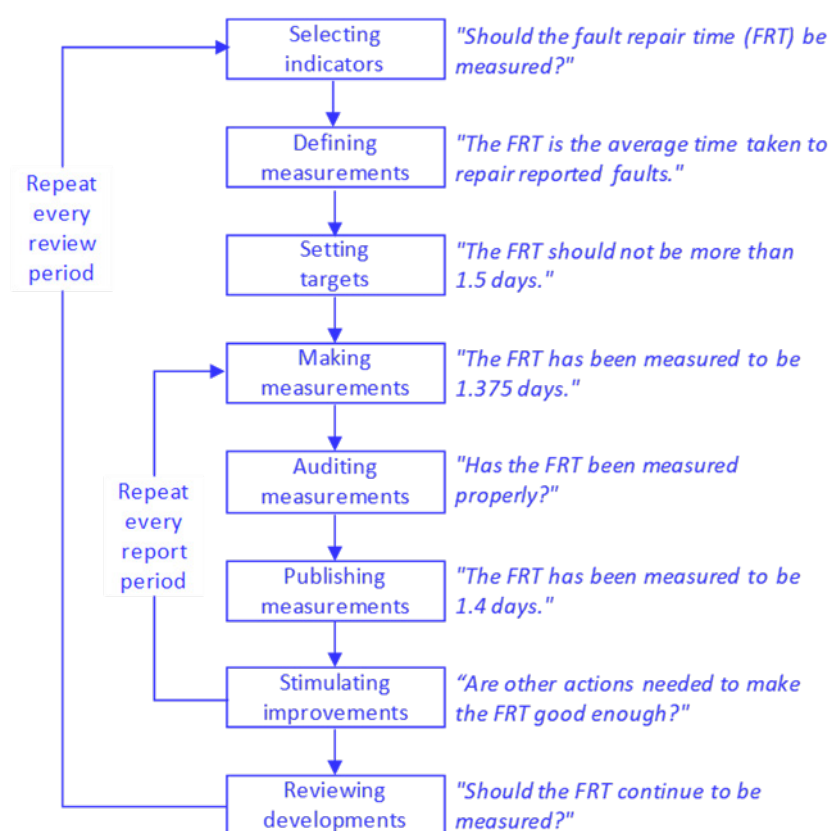 Selecting
indicators
"Should the fault repair time (FRT) be
measured?"
Defining
measurements
"The FRT is the average time taken to
repair reported faults."
Repeat
every
review
period
Setting
targets
"The FRT should not be more than
1.5 days."
Making
measurements
"The FRT has been measured to be
1.375 days."
Auditing
measurements
"Has the FRT been measured
properly?"
Repeat
every
report
period
Publishing
measurements
"The FRT has been measured to be
1.4 days."
Stimulating
improvements
“Are other actions needed to make
the FRT good enough?"
Reviewing
developments
"Should the FRT continue to be
measured?"